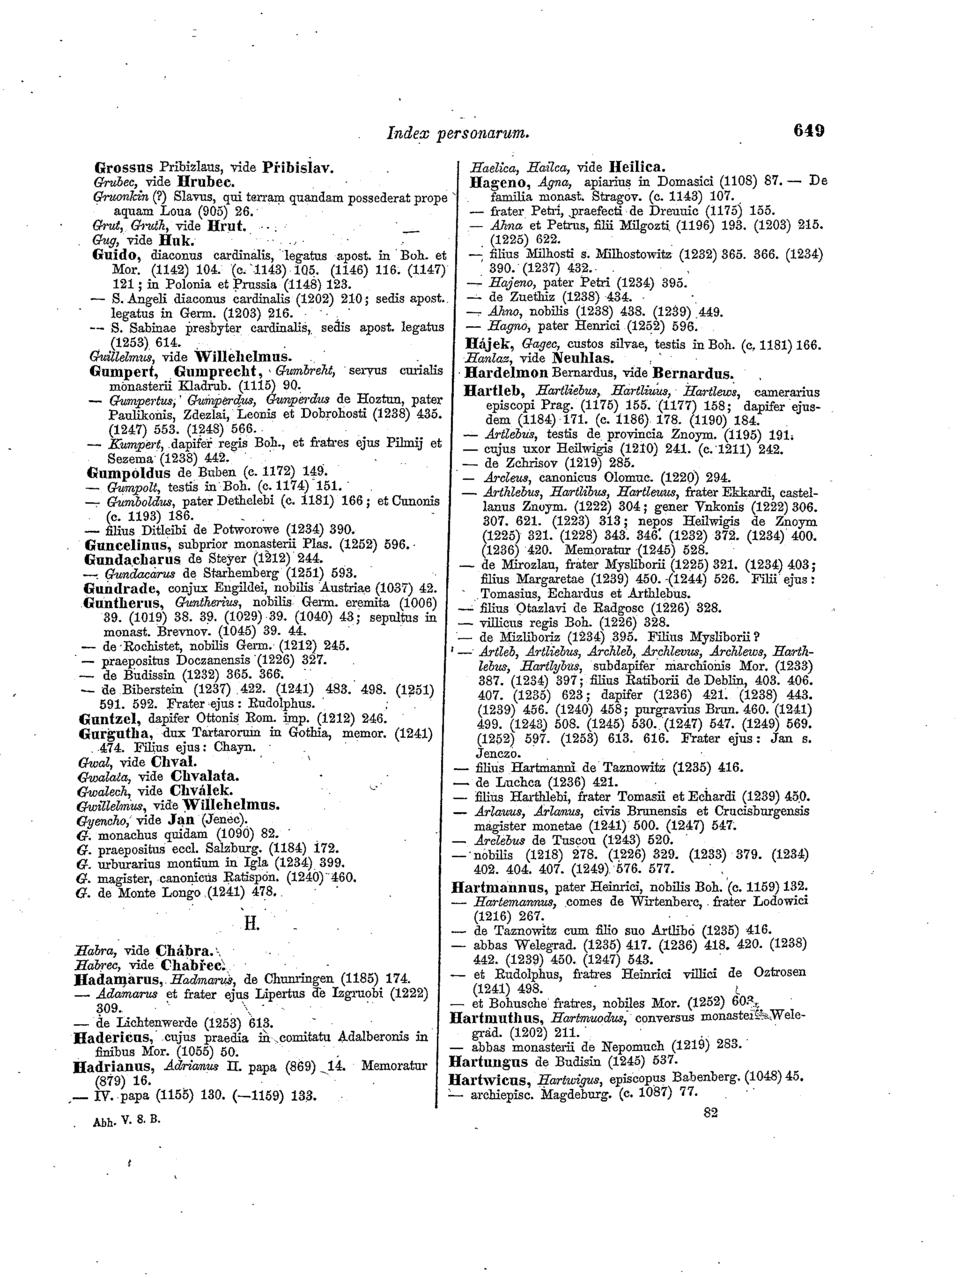 Index personarum.
649
Grossus Pribizlaus, vide Přibislav.
Grubec, vide Hrubec.
Gruonkin (?) Slavus, qui terram quandam possederat prope
aquam Loua (905) 26.
Grut, Gruth, vide Hrut.
Gug, vide Huk.
Guido, diaconus cardinalis, legatus apost. in Boh. et
Mor. (1142) 104. (c. 1143) 105. (1146) 116. (1147)
121; in Polonia et Prussia (1148) 123.
— S. Angeli diaconus cardinalis (1202) 210; sedis apost.
legatus in Germ. (1203) 216.
— S. Sabinae presbyter cardinalis, sedis apost. legatus
(1253) 614.
Guillelmus, vide Willehelmus.
Gumpert, Gumprecht, Gumbreht, servus curialis
monasterii Kladrub. (1115) 90.
— Gumpertus, Gumperdus, Gunperdus de Hoztun, pater
Paulikonis, Zdezlai, Leonis et Dobrohosti (1238) 435.
(1247) 553. (1248) 566.
— Kumpert, dapifer regis Boh., et fratres ejus Pilmij et
Sezema (1238) 442.
Gumpoldus de Buben (c. 1172) 149.
— Gumpolt, testis in Boh. (c. 1174) 151.
— Gumboldus, pater Dethelebi (c. 1181) 166; et Cunonis
(c. 1193) 186.
— filius Ditleibi de Potworowe (1234) 390.
Guncelinus, subprior monasterii Plas. (1252) 596.
Gundacharus de Steyer (1212) 244.
— Gundacarus de Starhemberg (1251) 593.
Gundrade, conjux Engildei, nobilis Austriae (1037) 42.
Guntherus, Guntherius, nobilis Germ. eremita (1006)
39. (1019) 38. 39. (1029) 39. (1040) 43; sepultus in
monast. Brevnov. (1045) 39. 44.
— de Rochistet, nobilis Germ. (1212) 245.
— praepositus Doczanensis (1226) 327.
— de Budissin (1232) 365. 366.
— de Biberstein (1237) 422. (1241) 483. 498. (1251)
591. 592. Frater ejus: Rudolphus.
Guntzel, dapifer Ottonis Rom. imp. (1212) 246.
Gurgutha, dux Tartarorum in Gothia, memor. (1241)
474. Filius ejus: Chayn.
Gwal, vide Chval.
Gwalata, vide Chvalata.
Gwalech, vide Chválek.
Gwillelmus, vide Willehelmus.
Gyencho, vide Jan (Jenec).
G. monachus quidam (1090) 82.
G. praepositus eccl. Salzburg. (1184) 172.
G. urburarius montium in Igla (1234) 399.
G. magister, canonicus Ratispon. (1240) 460.
G. de Monte Longo (1241) 478.
H.
Habra, vide Chábra.
Habrec, vide Chabřec.
Hadamarus, Hadmarus, de Chunringen (1185) 174.
— Adamarus et frater ejus Lipertus de Izgruobi (1222)
309.
— de Lichtenwerde (1253) 613.
Hadericus, cujus praedia in comitatu Adalberonis in
finibus Mor. (1055) 50.
Hadrianus, Adrianus II. papa (869) 14. Memoratur
(879) 16.
— IV. papa (1155) 130. (—1159) 133.
Abh. V. 8. B.
Haelica, Hailca, vide Heilica.
Hageno, Agna, apiarius in Domasici (1108) 87. — De
familia monast. Stragov. (c. 1143) 107.
— frater Petri, praefecti de Dreuuic (1175) 155.
— Ahna et Petrus, filii Milgozti (1196) 193. (1203) 215.
(1225) 622.
— filius Milhosti s. Milhostowitz (1232) 365. 366. (1234)
390. (1237) 432.
— Hajeno, pater Petri (1234) 395.
— de Zuethiz (1238) 434.
— Ahno, nobilis (1238) 438. (1239) 449.
— Hagno, pater Henrici (1252) 596.
Hájek, Gagec, custos silvae, testis in Boh. (c. 1181) 166.
Hanlaz, vide Neuhlas.
Hardelmon Bernardus, vide Bernardus.
Hartleb, Hartliebus, Hartliuus, Hartlews, camerarius
episcopi Prag. (1175) 155. (1177) 158; dapifer ejus-
dem (1184) 171. (c. 1186) 178. (1190) 184.
— Artlebus, testis de provincia Znoym. (1195) 191.
— cujus uxor Heilwigis (1210) 241. (c. 1211) 242.
— de Zchrisov (1219) 285.
— Arcleus, canonicus Olomuc. (1220) 294.
— Arthlebus, Hartlibus, Hartleuus, frater Ekkardi, castel-
lanus Znoym. (1222) 304; gener Vnkonis (1222) 306.
307. 621. (1223) 313; nepos Heilwigis de Znoym
(1225) 321. (1228) 343. 346. (1232) 372. (1234) 400.
(1236) 420. Memoratur (1245) 528.
— de Mirozlau, frater Mysliborii (1225) 321. (1234) 403;
filius Margaretae (1239) 450. (1244) 526. Filii ejus:
Tomasius, Echardus et Arthlebus.
— filius Otazlavi de Radgosc (1226) 328.
— villicus regis Boh. (1226) 328.
— de Mizliboriz (1234) 395. Filius Mysliborii?
— Artleb, Artliebus, Archleb, Archlevus, Archlews, Harth-
lebus, Hartlybus, subdapifer marchionis Mor. (1233)
387. (1234) 397; filius Ratiborii de Deblin, 403. 406.
407. (1235) 623; dapifer (1236) 421. (1238) 443.
(1239) 456. (1240) 458; purgravius Brun. 460. (1241)
499. (1243) 508. (1245) 530. (1247) 547. (1249) 569.
(1252) 597. (1253) 613. 616. Frater ejus: Jan s.
Jenczo.
— filius Hartmanni de Taznowitz (1235) 416.
— de Luchca (1236) 421.
— filius Harthlebi, frater Tomasii et Echardi (1239) 450.
— Arlauus, Arlanus, civis Brunensis et Crucisburgensis
magister monetae (1241) 500. (1247) 547.
— Arclebus de Tuscou (1243) 520.
— nobilis (1218) 278. (1226) 329. (1233) 379. (1234)
402. 404. 407. (1249) 576. 577.
Hartmannus, pater Heinrici, nobilis Boh. (c. 1159) 132.
— Hartemannus, comes de Wirtenberc, frater Lodowici
(1216) 267.
— de Taznowitz cum filio suo Artlibo (1235) 416.
— abbas Welegrad. (1235) 417. (1236) 418. 420. (1238)
442. (1239) 450. (1247) 543.
— et Rudolphus, fratres Heinrici villici de Oztrosen
(1241) 498.
— et Bohusche fratres, nobiles Mor. (1252) 603.
Hartmuthus, Hartmuodus, conversus Wele-
grad. (1202) 211.
— abbas monasterii de Nepomuch (1219) 283.
Hartungus de Budisin (1245) 537.
Hartwicus, Hartwigus, episcopus Babenberg. (1048) 45.
— archiepisc. Magdeburg. (c. 1087) 77.
82